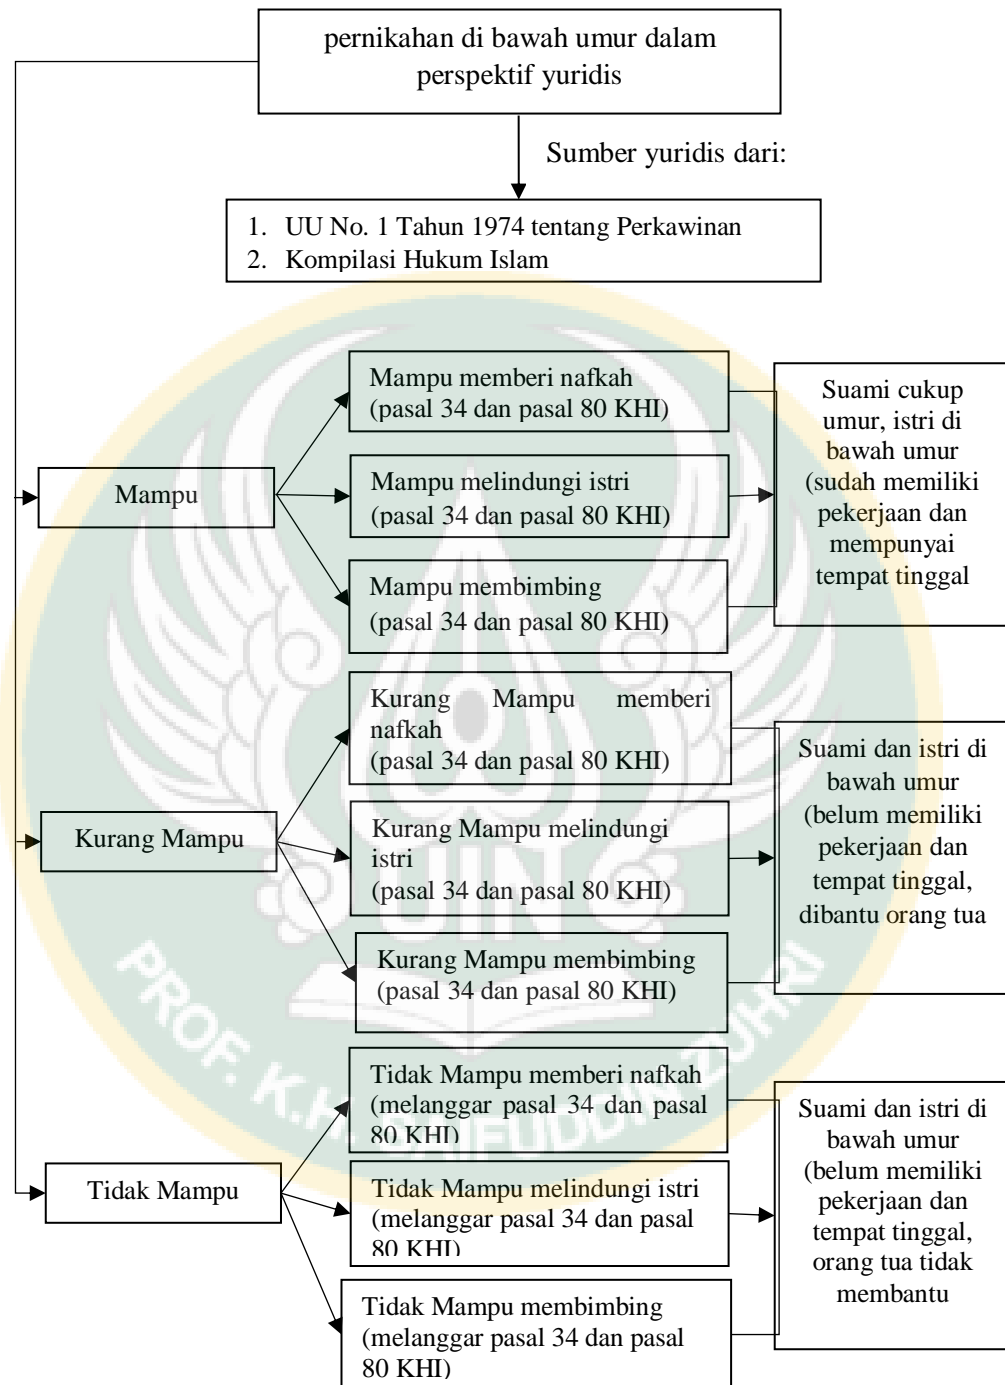 pernikahan di bawah umur dalam
perspektif yuridis
Sumber yuridis dari:
1. UU No. 1 Tahun 1974 tentang Perkawinan
2. Kompilasi Hukum Islam
Mampu
Mampu memberi nafkah
(pasal 34 dan pasal 80 KHI)
Mampu melindungi istri
(pasal 34 dan pasal 80 KHI)
Mampu membimbing
(pasal 34 dan pasal 80 KHI)
Suami cukup
umur, istri di
bawah umur
(sudah memiliki
pekerjaan dan
mempunyai
tempat tinggal
Kurang Mampu
Kurang Mampu memberi
nafkah
(pasal 34 dan pasal 80 KHI)
Kurang Mampu melindungi
istri
(pasal 34 dan pasal 80 KHI)
Kurang Mampu membimbing
(pasal 34 dan pasal 80 KHI)
Suami dan istri di
bawah umur
(belum memiliki
pekerjaan dan
tempat tinggal,
dibantu orang tua
Tidak Mampu
Tidak Mampu memberi nafkah
(melanggar pasal 34 dan pasal
80 KHI)
Tidak Mampu melindungi istri
(melanggar pasal 34 dan pasal
80 KHI)
Tidak Mampu membimbing
(melanggar pasal 34 dan pasal
80 KHI)
Suami dan istri di
bawah umur
(belum memiliki
pekerjaan dan
tempat tinggal,
orang tua tidak
membantu
UIN
PROF. K.H. SAIFUDDIN ZUHRI